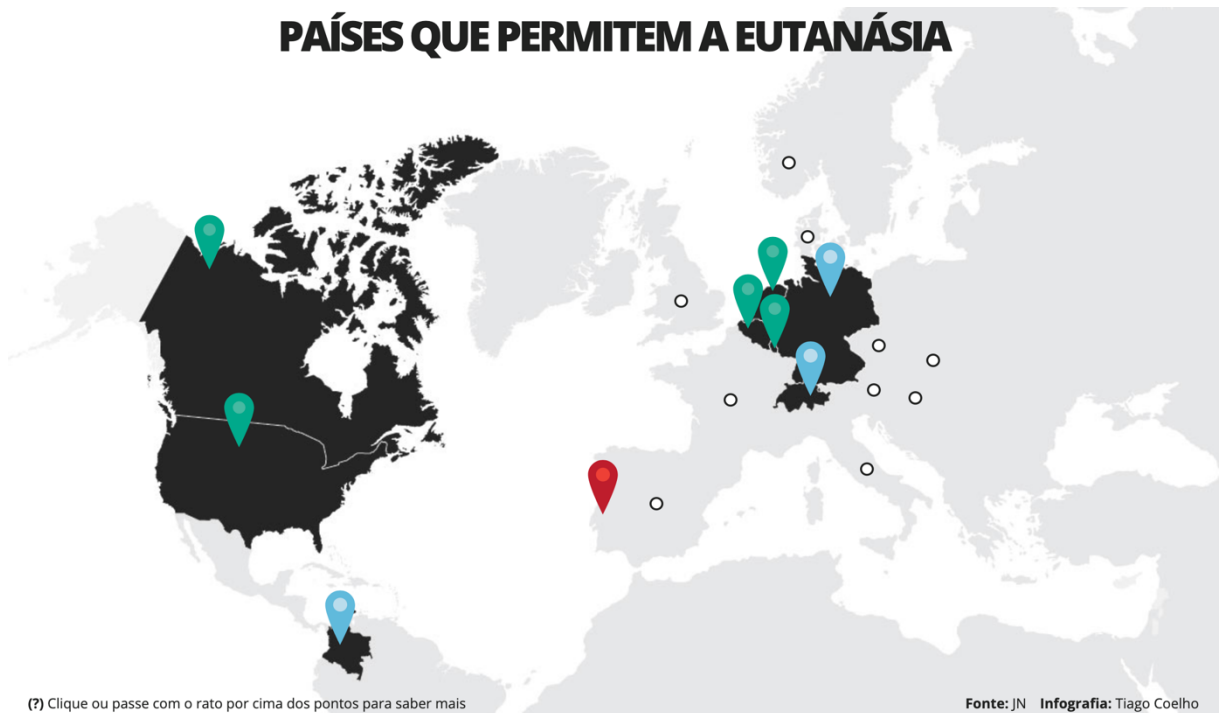 PAÍSES QUE PERMITEM A EUTANÁSIA
(?) Clique ou passe com o rato por cima dos pontos para saber mais
Fonte: JN Infografia: Tiago Coelho